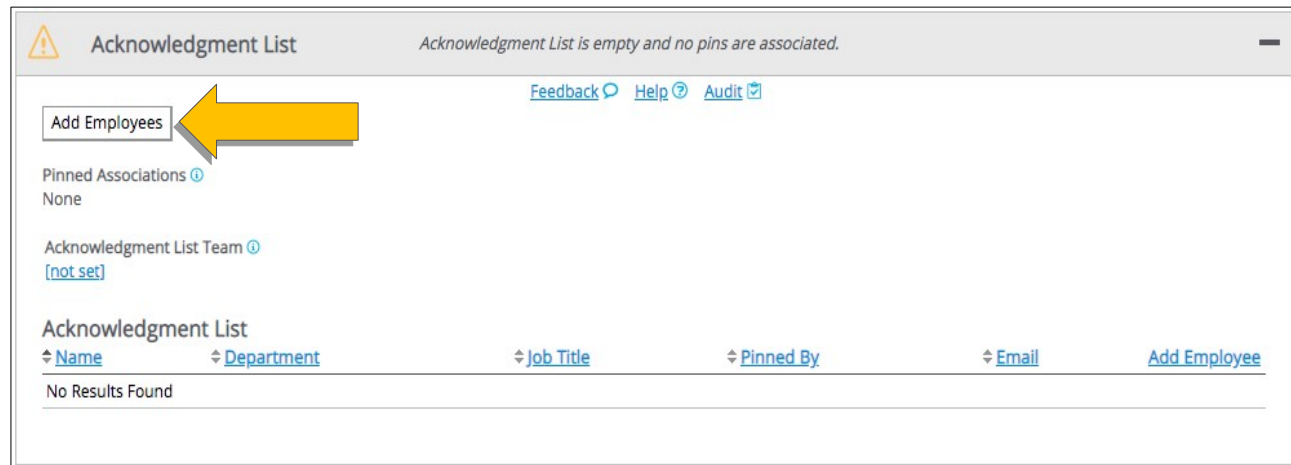 Acknowledgment List Acknowledgment List is empty and no pins are associated.
Feedback Help Audit
Add Employees
Pinned Associations
None
Acknowledgment List Team
[not set]
Acknowledgment List
Name Department Job Title Pinned By Email Add Employee
No Results Found